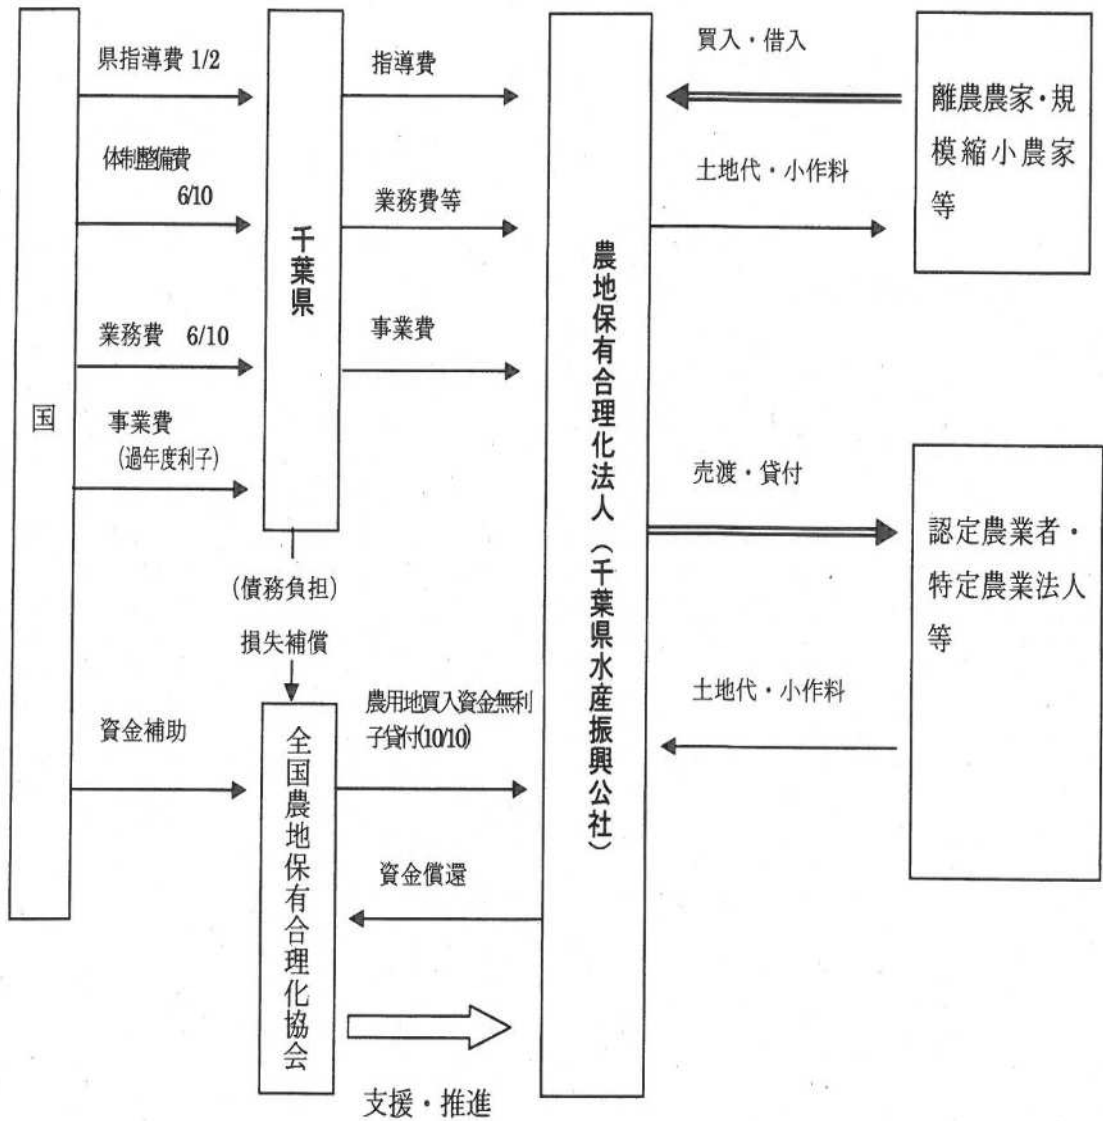 国
県指導費 1/2
体制整備費
6/10
業務費 6/10
事業費
(過年度利子)
資金補助
千葉県
(債務負担)
損失補償
全国農地保有合理化協会
指導費
業務費等
事業費
農用地買入資金無利
子貸付(10/10)
資金償還
支援・推進
農地保有合理化法人（千葉県水産振興公社）
買入・借入
土地代・小作料
売渡・貸付
土地代・小作料
離農農家・規
模縮小農家
等
認定農業者・
特定農業法人
等